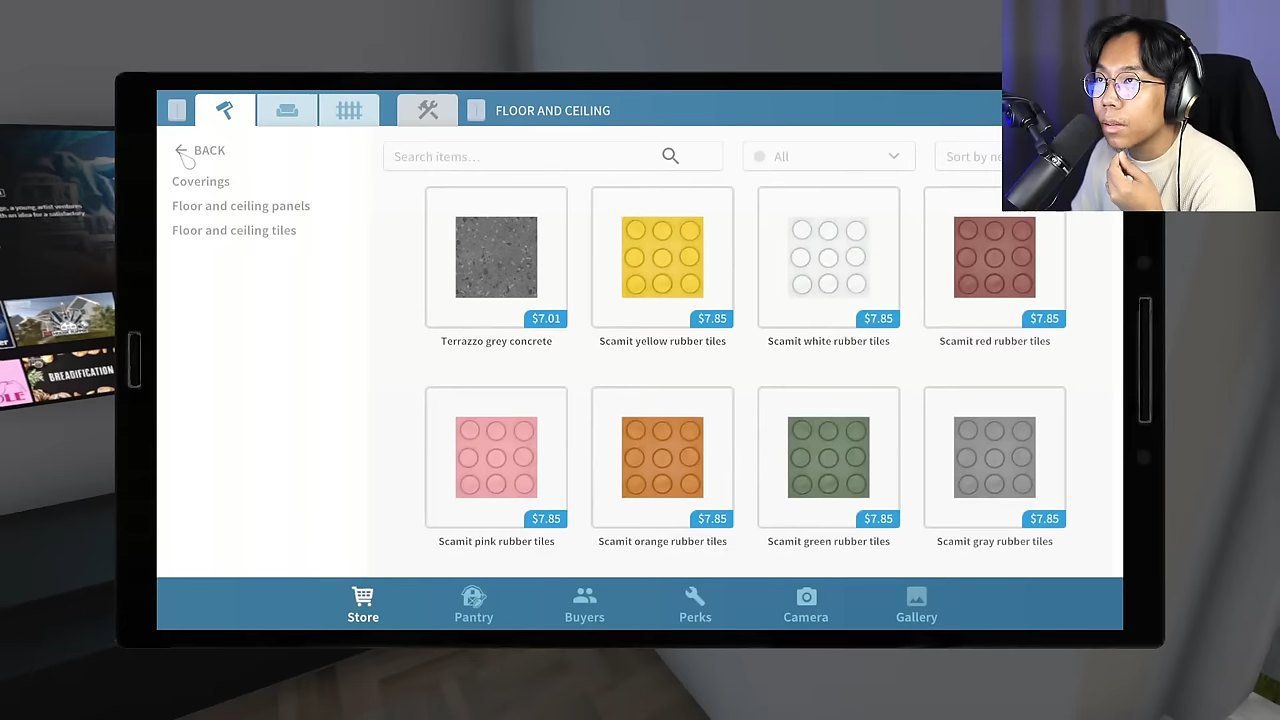 FLOOR AND CEILING
BACK
Coverings
Floor and ceiling panels
Floor and ceiling tiles
Search items...
All
Sort by ne
$7.01
Terrazzo grey concrete
$7.85
Scamit yellow rubber tiles
$7.85
Scamit white rubber tiles
$7.85
Scamit red rubber tiles
$7.85
Scamit pink rubber tiles
$7.85
Scamit orange rubber tiles
$7.85
Scamit green rubber tiles
$7.85
Scamit gray rubber tiles
Store
Pantry
Buyers
Perks
Camera
Gallery
BREADIFICATION